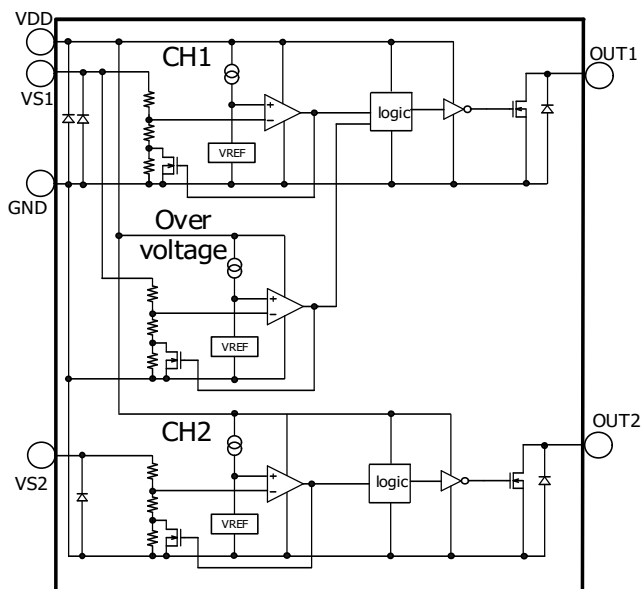 VDD
CH1
OUT1
VS1
+
−
logic
VREF
GND
Over
voltage
+
−
VREF
CH2
OUT2
VS2
+
−
logic
VREF